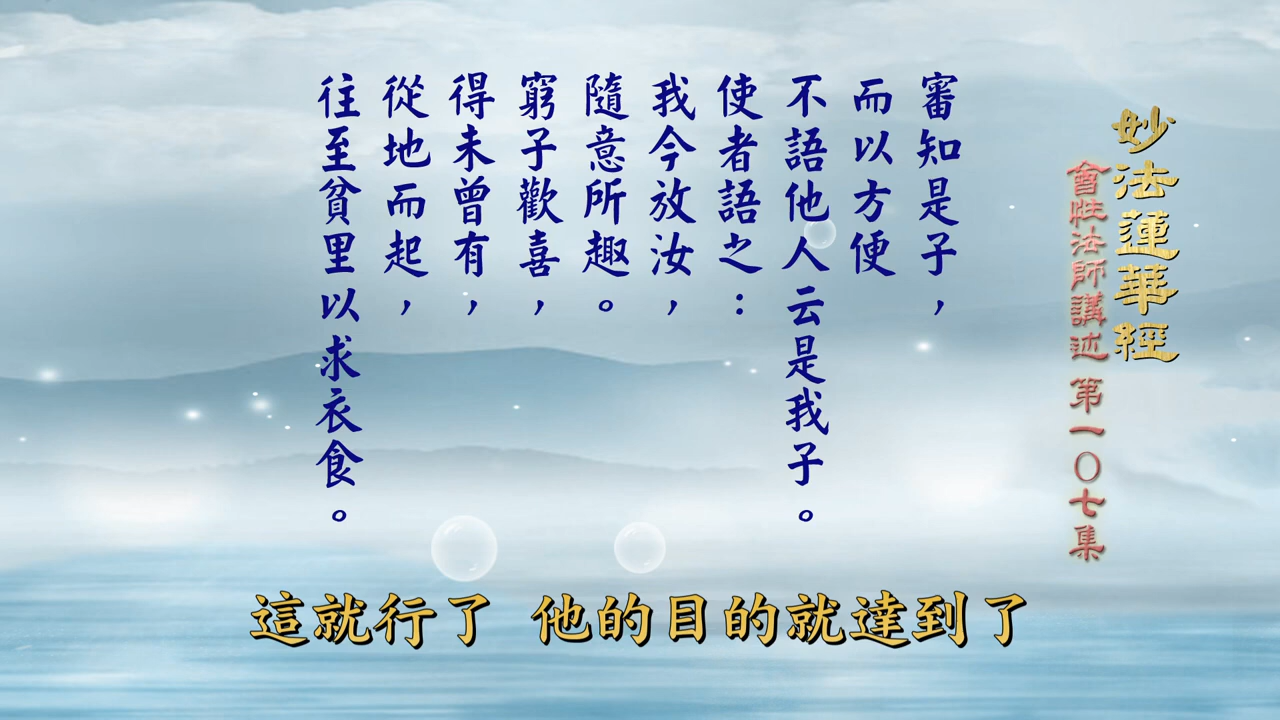 妙法蓮華經
會性法師講述 第一〇七集
審知是子，
而以方便
不語他人云是我子。
使者語之：
我今放汝，
隨意所趣。
窮子歡喜，
得未曾有，
從地而起，
往至貧里以求衣食。
這就行了 他的目的就達到了